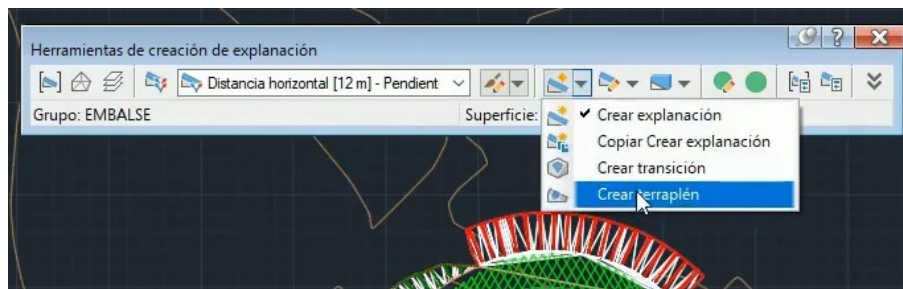 Herramientas de creación de explanación
Distancia horizontal [12 m] - Pendient
Grupo: EMBALSE
Superficie:
Crear explanación
Copiar Crear explanación
Crear transición
Crear terraplén